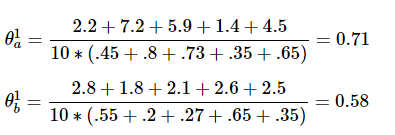 θ_a^1 = (2.2 + 7.2 + 5.9 + 1.4 + 4.5) / (10 * (.45 + .8 + .73 + .35 + .65)) = 0.71
θ_b^1 = (2.8 + 1.8 + 2.1 + 2.6 + 2.5) / (10 * (.55 + .2 + .27 + .65 + .35)) = 0.58